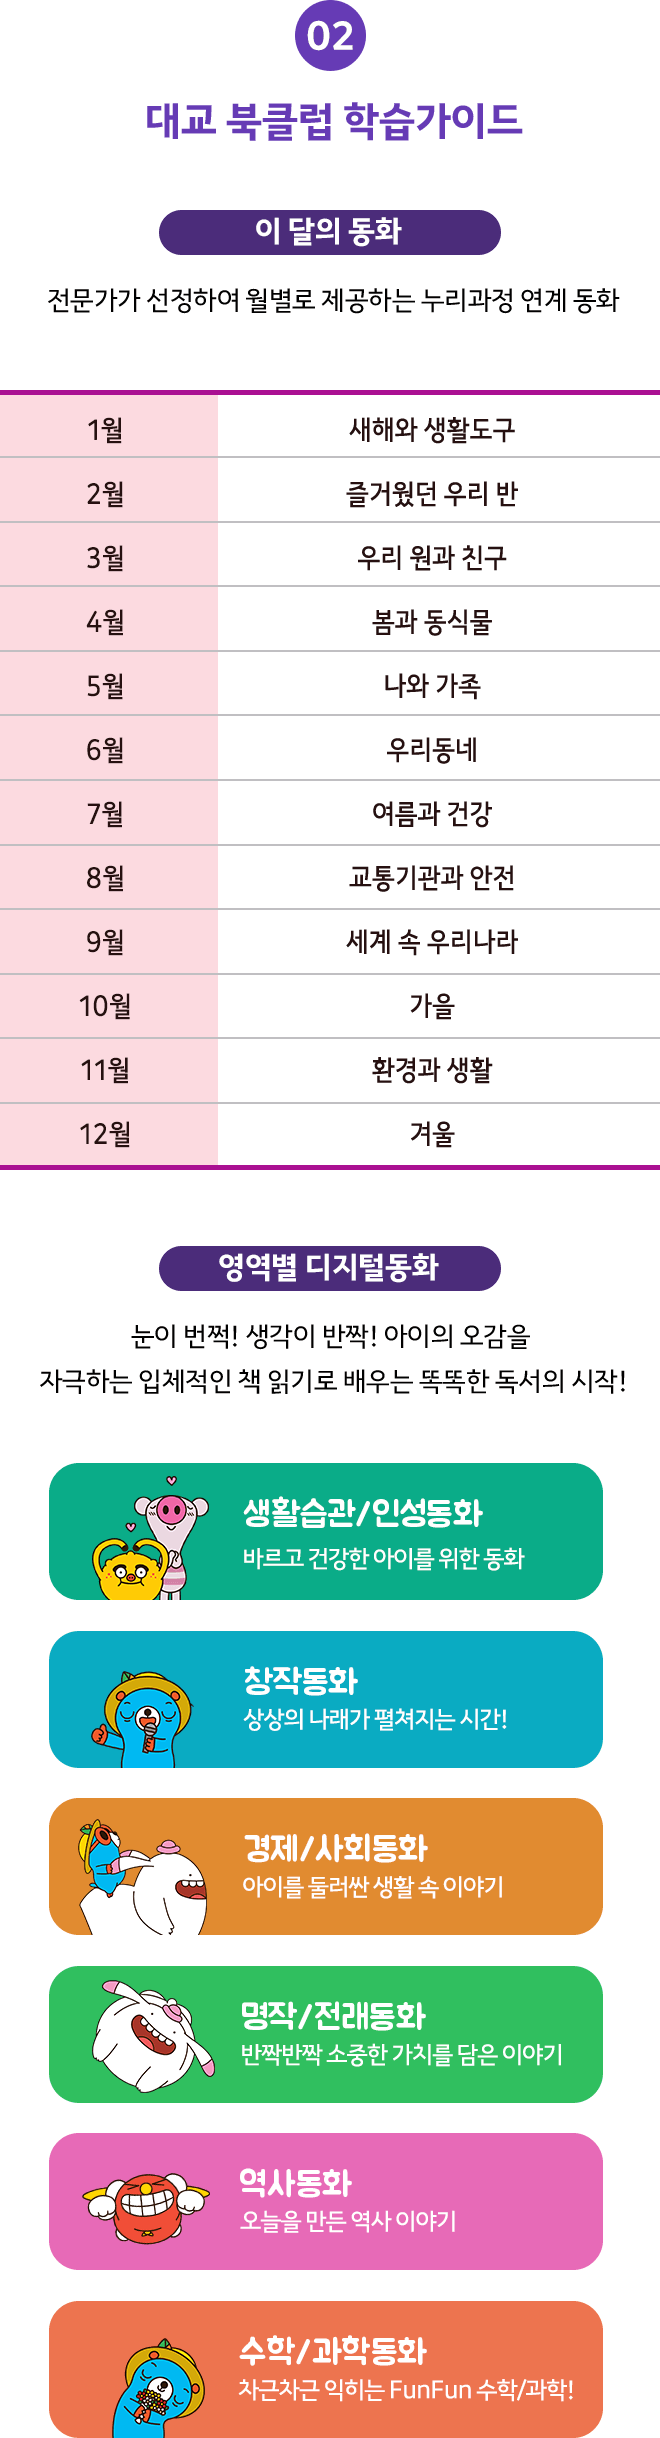 02
대교 북클럽 학습가이드
이 달의 동화
전문가가 선정하여 월별로 제공하는 누리과정 연계 동화
1월 새해와 생활도구
2월 즐거웠던 우리 반
3월 우리 원과 친구
4월 봄과 동식물
5월 나와 가족
6월 우리동네
7월 여름과 건강
8월 교통기관과 안전
9월 세계 속 우리나라
10월 가을
11월 환경과 생활
12월 겨울
영역별 디지털동화
눈이 번쩍! 생각이 반짝! 아이의 오감을
자극하는 입체적인 책 읽기로 배우는 똑똑한 독서의 시작!
생활습관/인성동화
바르고 건강한 아이를 위한 동화
창작동화
상상의 나래가 펼쳐지는 시간!
경제/사회동화
아이를 둘러싼 생활 속 이야기
명작/전래동화
반짝반짝 소중한 가치를 담은 이야기
역사동화
오늘을 만든 역사 이야기
수학/과학동화
차근차근 익히는 FunFun 수학/과학!